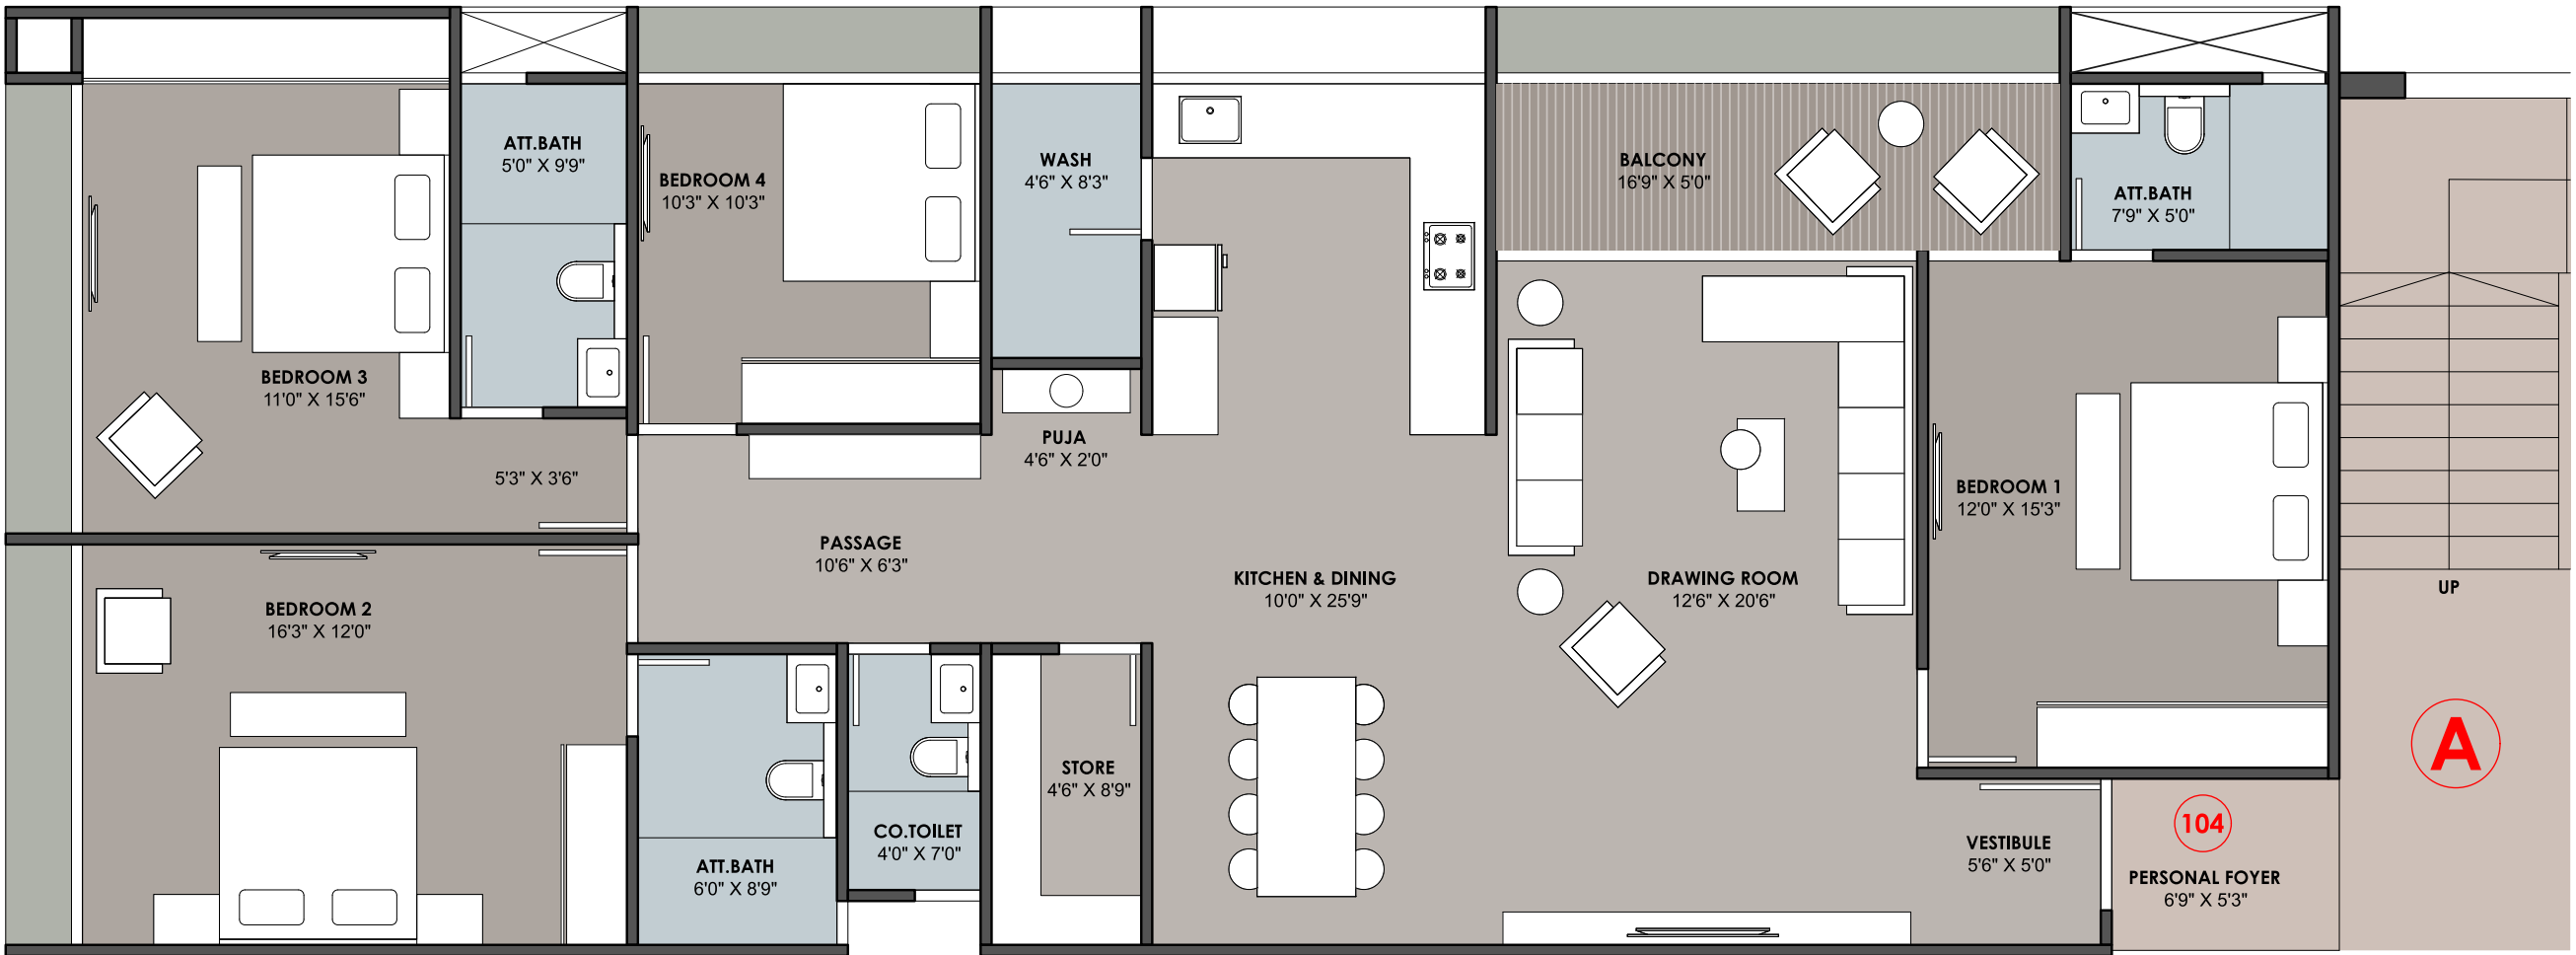 ATT.BATH
5'0" X 9'9"
BEDROOM 4
10'3" X 10'3"
WASH
4'6" X 8'3"
BALCONY
16'9" X 5'0"
ATT.BATH
7'9" X 5'0"
BEDROOM 3
11'0" X 15'6"
5'3" X 3'6"
PUJA
4'6" X 2'0"
BEDROOM 1
12'0" X 15'3"
PASSAGE
10'6" X 6'3"
KITCHEN & DINING
10'0" X 25'9"
DRAWING ROOM
12'6" X 20'6"
UP
BEDROOM 2
16'3" X 12'0"
A
STORE
4'6" X 8'9"
CO.TOILET
4'0" X 7'0"
ATT.BATH
6'0" X 8'9"
VESTIBULE
5'6" X 5'0"
104
PERSONAL FOYER
6'9" X 5'3"